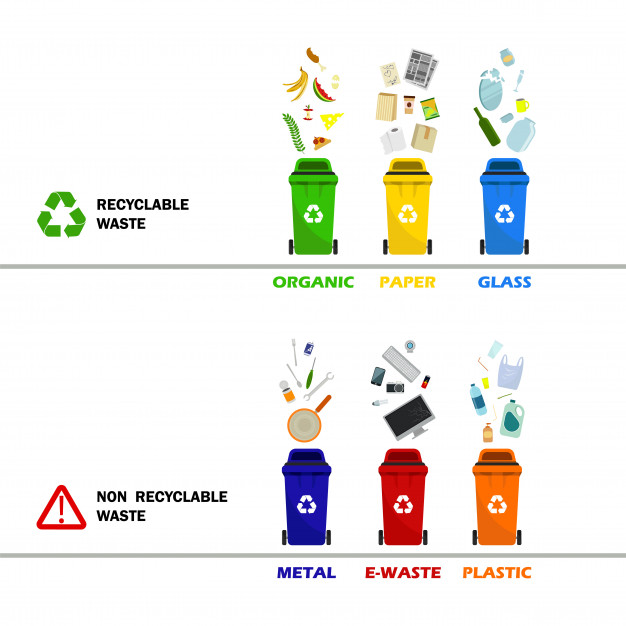 RECYCLABLE
WASTE
ORGANIC PAPER GLASS
NON RECYCLABLE
WASTE
METAL E-WASTE PLASTIC